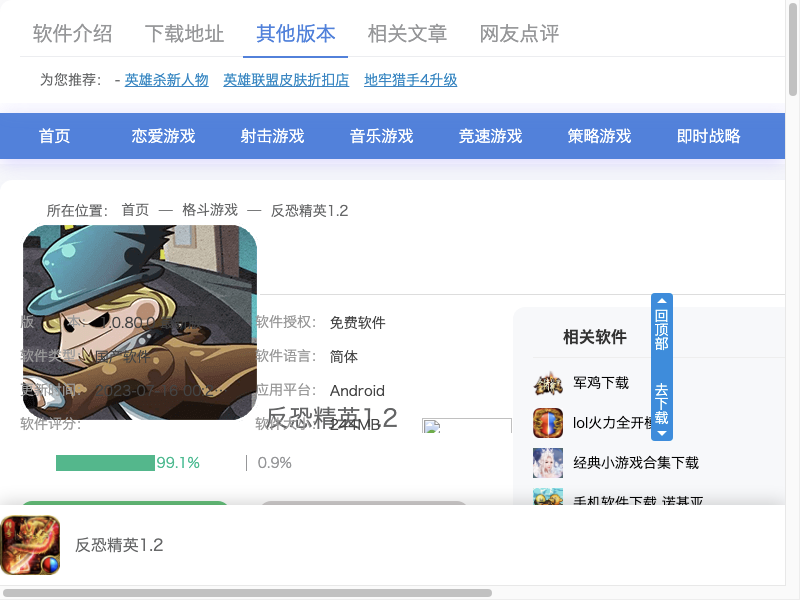 软件介绍 下载地址 其他版本 相关文章 网友点评
为您推荐： - 英雄杀新人物 英雄联盟皮肤折扣店 地牢猎手4升级
首页 恋爱游戏 射击游戏 音乐游戏 竞速游戏 策略游戏 即时战略
所在位置： 首页 — 格斗游戏 — 反恐精英1.2
版 本： 1.0.80.0 软件授权： 免费软件
软件类型： 国产软件 软件语言： 简体
更新时间： 2023-07-16 00: 应用平台： Android
软件评分： 软件大小： 244MB
反恐精英1.2
99.1% 0.9%
相关软件
军鸡下载
lol火力全开模
经典小游戏合集下载
手机软件下载 诺基亚
回顶部
去下载
反恐精英1.2